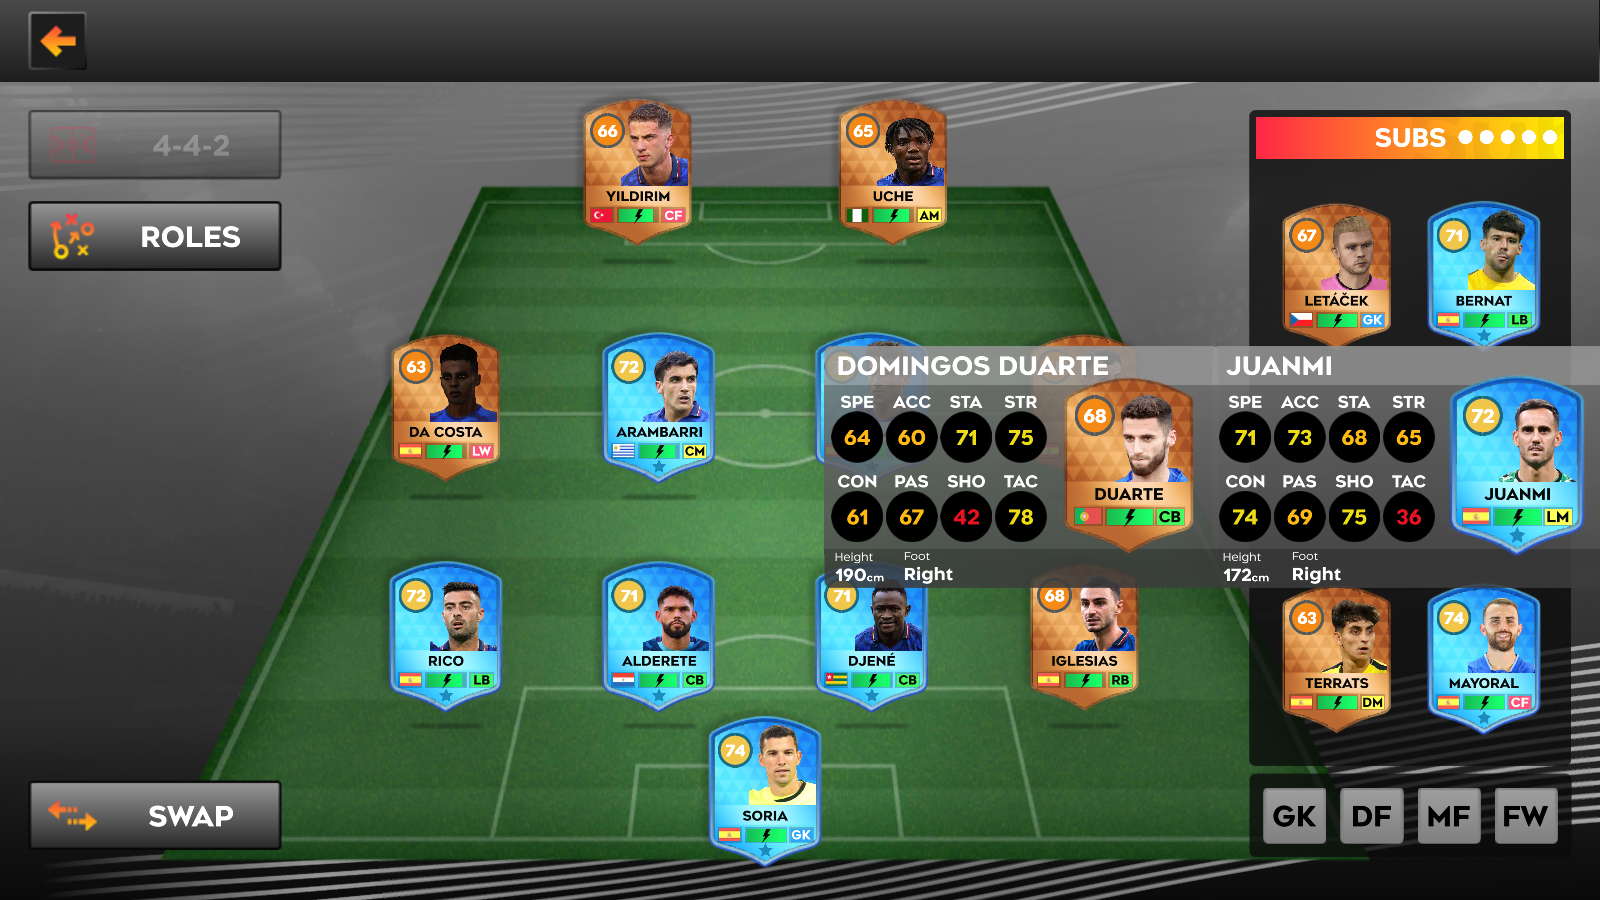 4-4-2
ROLES
SWAP
66
YILDIRIM
CF
65
UCHE
AM
SUBS
67
LETÁČEK
GK
71
BERNAT
LB
63
DA COSTA
LW
72
ARAMBARRI
CM
DOMINGOS DUARTE
SPE ACC STA STR
64 60 71 75
CON PAS SHO TAC
61 67 42 78
Height Foot
190cm Right
68
DUARTE
CB
JUANMI
SPE ACC STA STR
71 73 68 65
CON PAS SHO TAC
74 69 75 36
Height Foot
172cm Right
72
JUANMI
LM
72
RICO
LB
71
ALDERETE
CB
71
DJENÉ
CB
68
IGLESIAS
RB
63
TERRATS
DM
74
MAYORAL
CF
74
SORIA
GK
GK DF MF FW